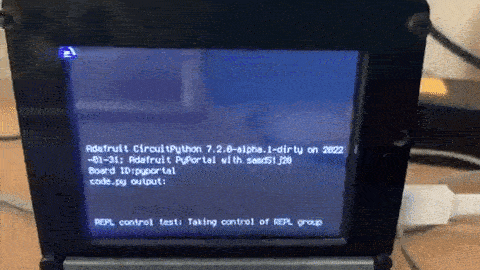 Adafruit CircuitPython 7.2.0-alpha.1-dirty on 2022
-01-31; Adafruit PyPortal with samd51j20
Board ID:pyportal
code.py output:
REPL control test: Taking control of REPL group